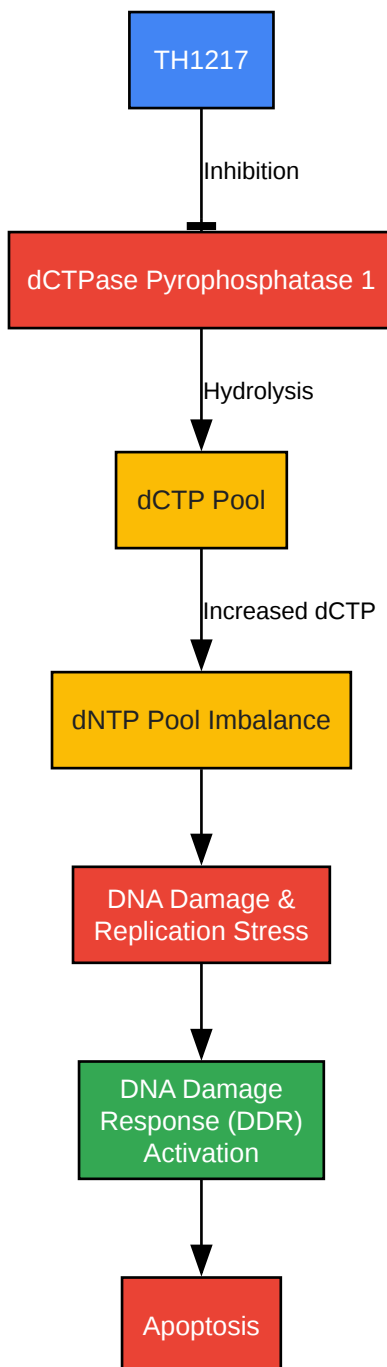 TH1217
Inhibition
dCTPase Pyrophosphatase 1
Hydrolysis
dCTP Pool
Increased dCTP
dNTP Pool Imbalance
DNA Damage &
Replication Stress
DNA Damage
Response (DDR)
Activation
Apoptosis